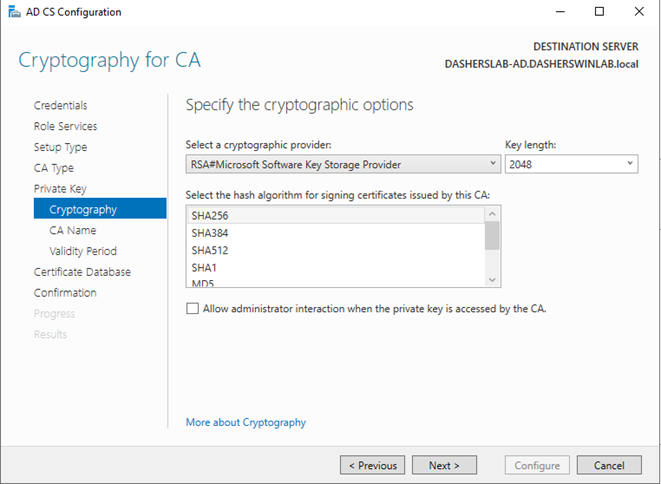 AD CS Configuration
DESTINATION SERVER
DASHERSLAB-AD.DASHERSWINLAB.local
Cryptography for CA
Credentials
Role Services
Setup Type
CA Type
Private Key
Cryptography
CA Name
Validity Period
Certificate Database
Confirmation
Progress
Results
Specify the cryptographic options
Select a cryptographic provider:
Key length:
RSA#Microsoft Software Key Storage Provider
2048
Select the hash algorithm for signing certificates issued by this CA:
SHA256
SHA384
SHA512
SHA1
MD5
Allow administrator interaction when the private key is accessed by the CA.
More about Cryptography
< Previous
Next >
Configure
Cancel